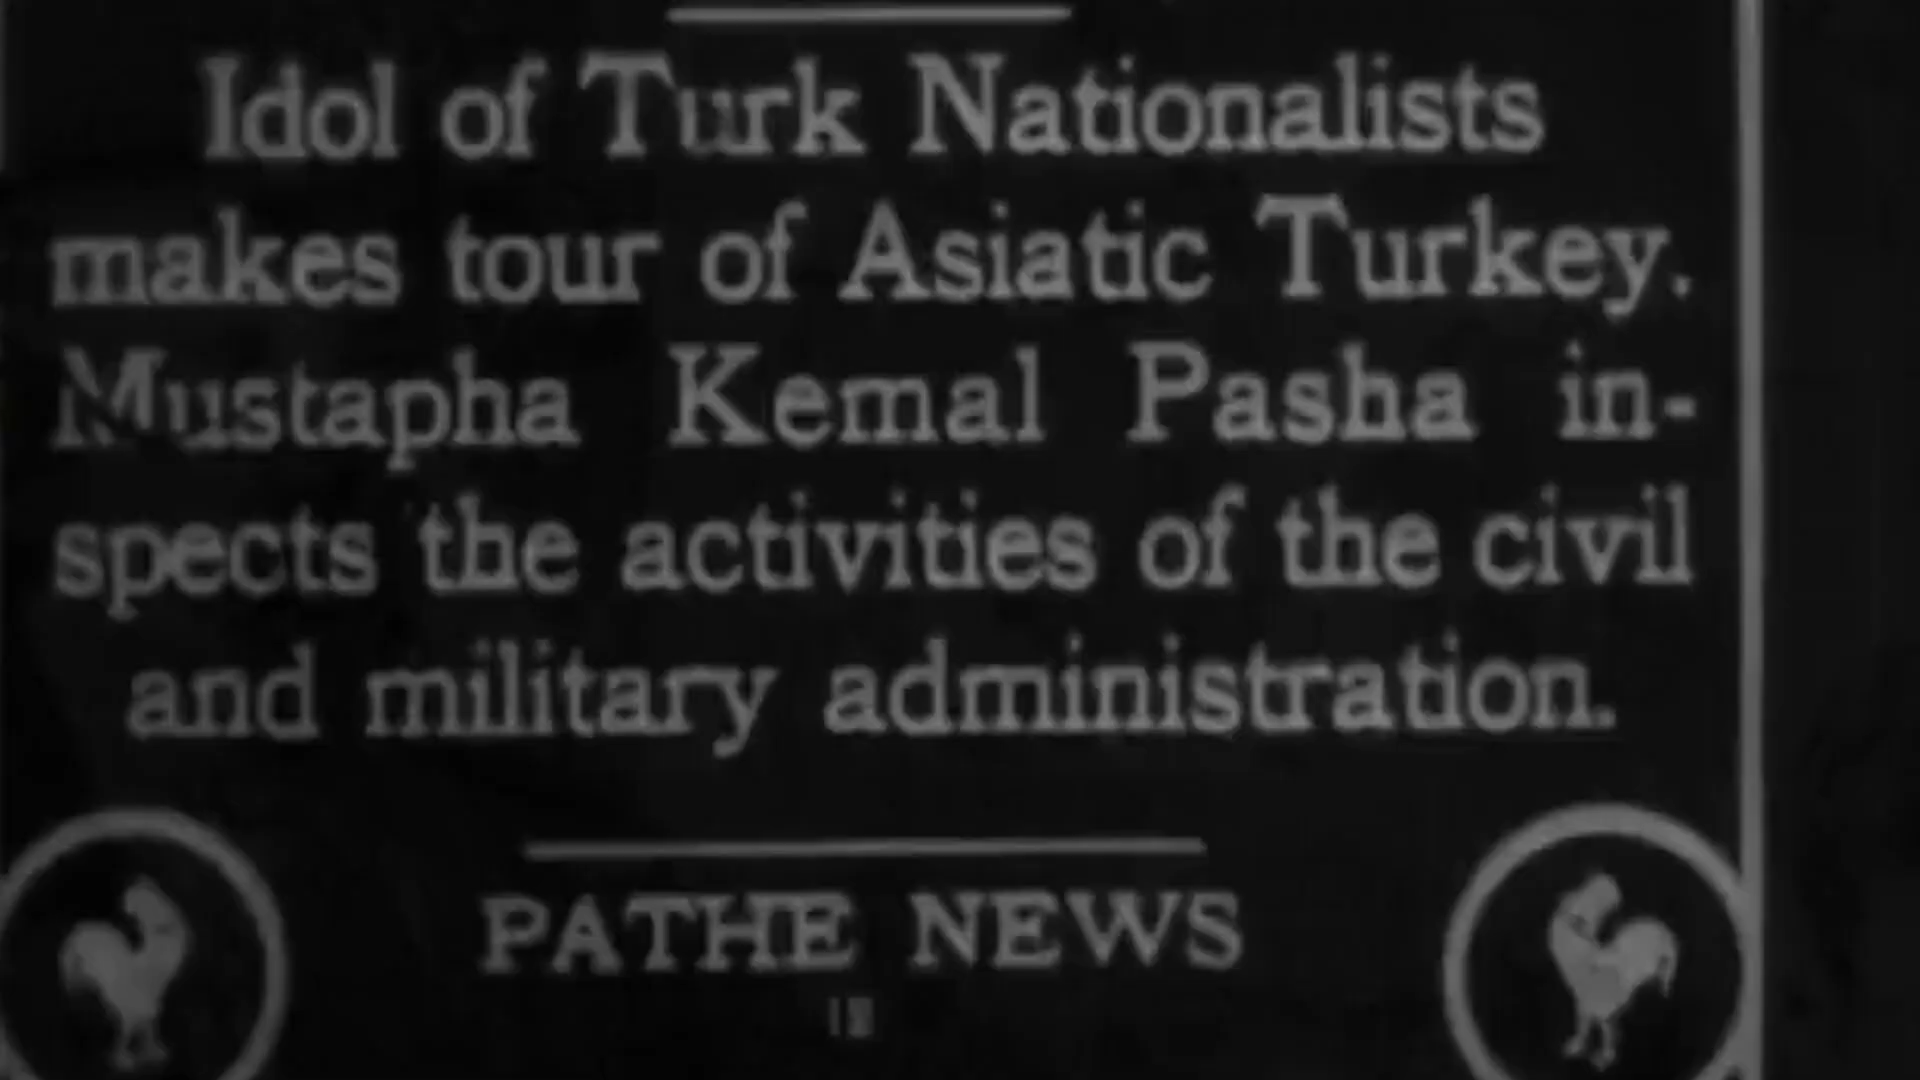 Idol of Turk Nationalists
makes tour of Asiatic Turkey.
Mustapha Kemal Pasha in-
spects the activities of the civil
and military administration.
PATHE NEWS